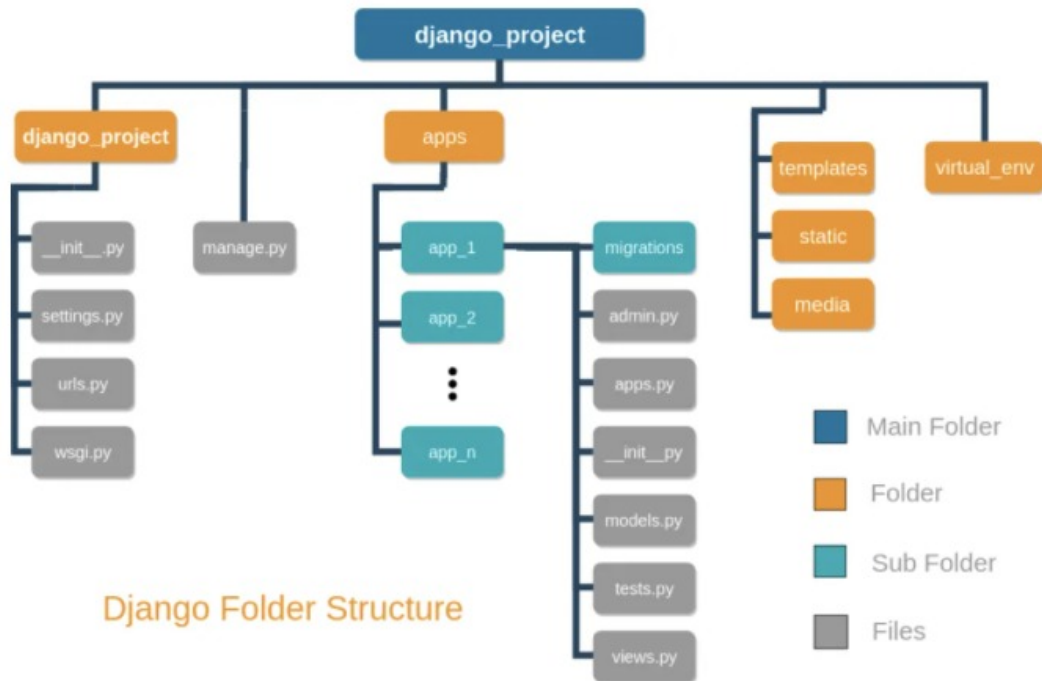 django_project
django_project
apps
templates
virtual_env
static
media
__init__.py
manage.py
settings.py
urls.py
wsgi.py
app_1
app_2
app_n
migrations
admin.py
apps.py
__init__py
models.py
tests.py
views.py
Main Folder
Folder
Sub Folder
Files
Django Folder Structure